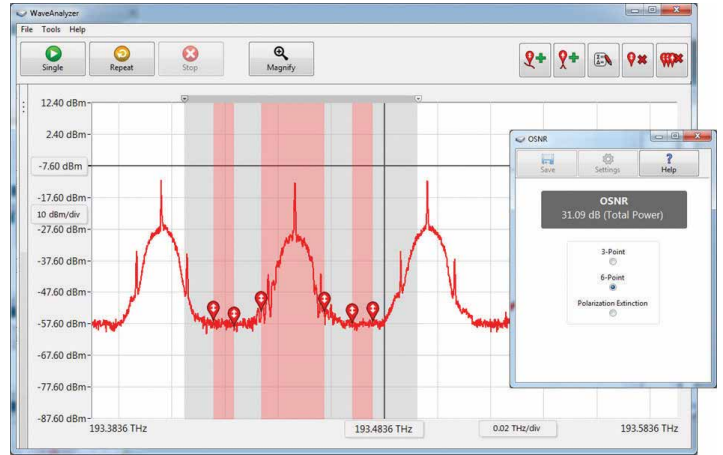 WaveAnalyzer
File Tools Help
Single Repeat Stop Magnify
12.40 dBm
2.40 dBm
-7.60 dBm
-17.60 dBm
10 dBm/div
-27.60 dBm
-37.60 dBm
-47.60 dBm
-57.60 dBm
-67.60 dBm
-77.60 dBm
-87.60 dBm
193.3836 THz 193.4836 THz 0.02 THz/div 193.5836 THz
OSNR
Save Settings Help
OSNR
31.09 dB (Total Power)
3-Point
6-Point
Polarization Extinction